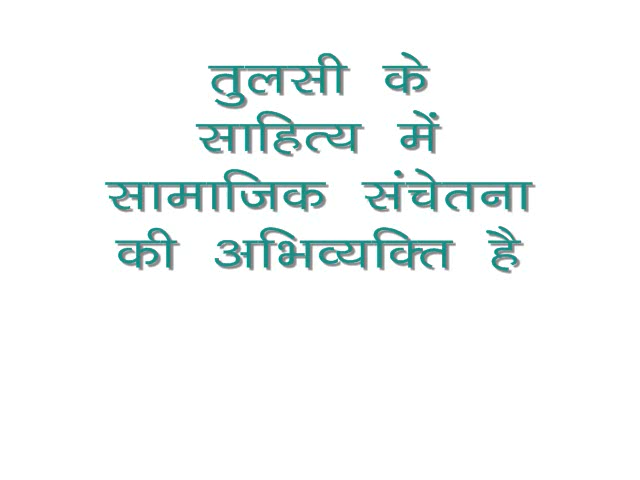 तुलसी के
साहित्य में
सामाजिक संचेतना
की अभिव्यक्ति है